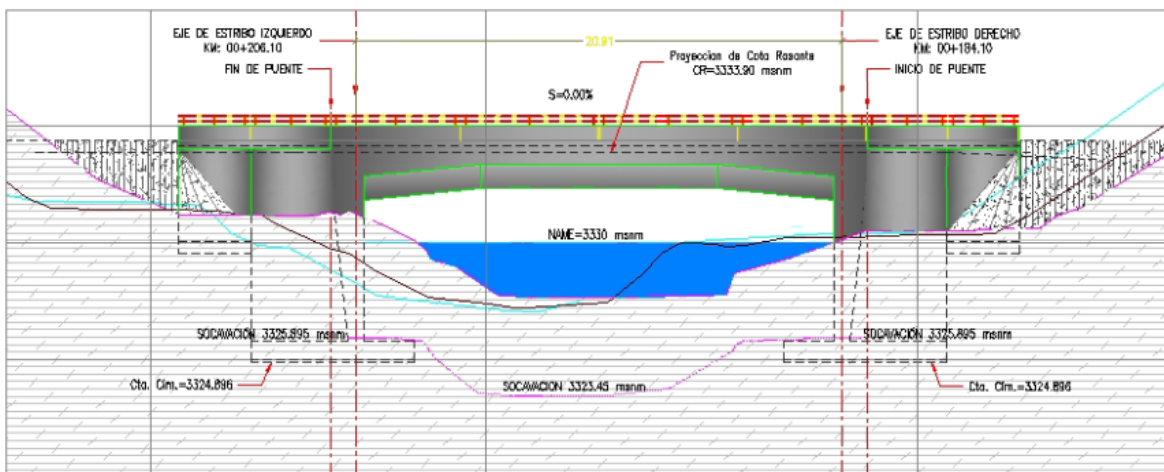 EJE DE ESTRIBO IZQUIERDO
KM: 00+206.10
FIN DE PUENTE
20.91
S=0.00%
Proyeccion de Cota Rasante
CR=3333.90 msnm
EJE DE ESTRIBO DERECHO
KM: 00+184.10
INICIO DE PUENTE
NAME=3330 msnm
SOCAVACION 3325.895 msnm
SOCAVACION 3325.895 msnm
Cta. Cim.=3324.896
SOCAVACION 3323.45 msnm
Cta. Cim.=3324.896